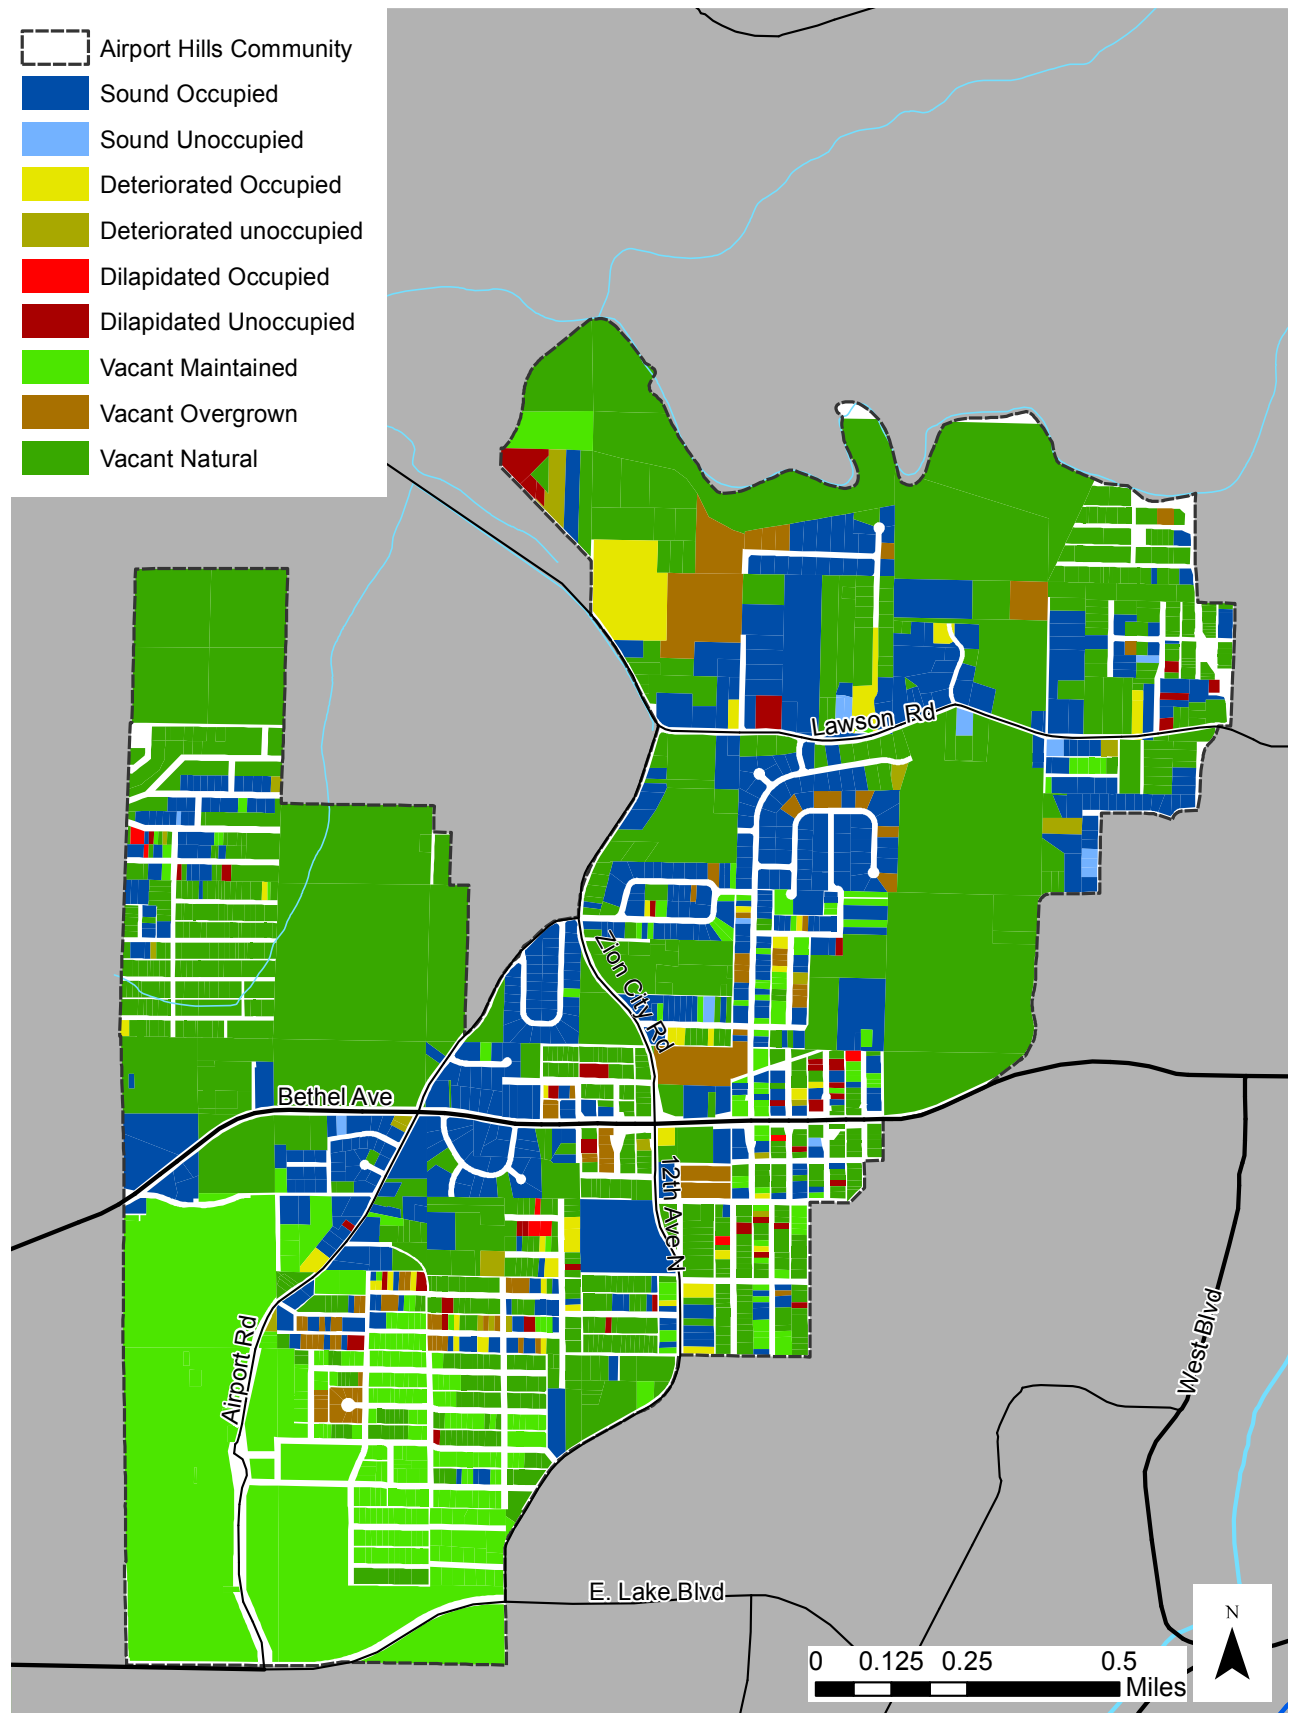 Airport Hills Community
Sound Occupied
Sound Unoccupied
Deteriorated Occupied
Deteriorated unoccupied
Dilapidated Occupied
Dilapidated Unoccupied
Vacant Maintained
Vacant Overgrown
Vacant Natural
Lawson Rd
Zion City Rd
Bethel Ave
12th Ave N
Airport Rd
West Blvd
E. Lake Blvd
N
0 0.125 0.25 0.5
Miles